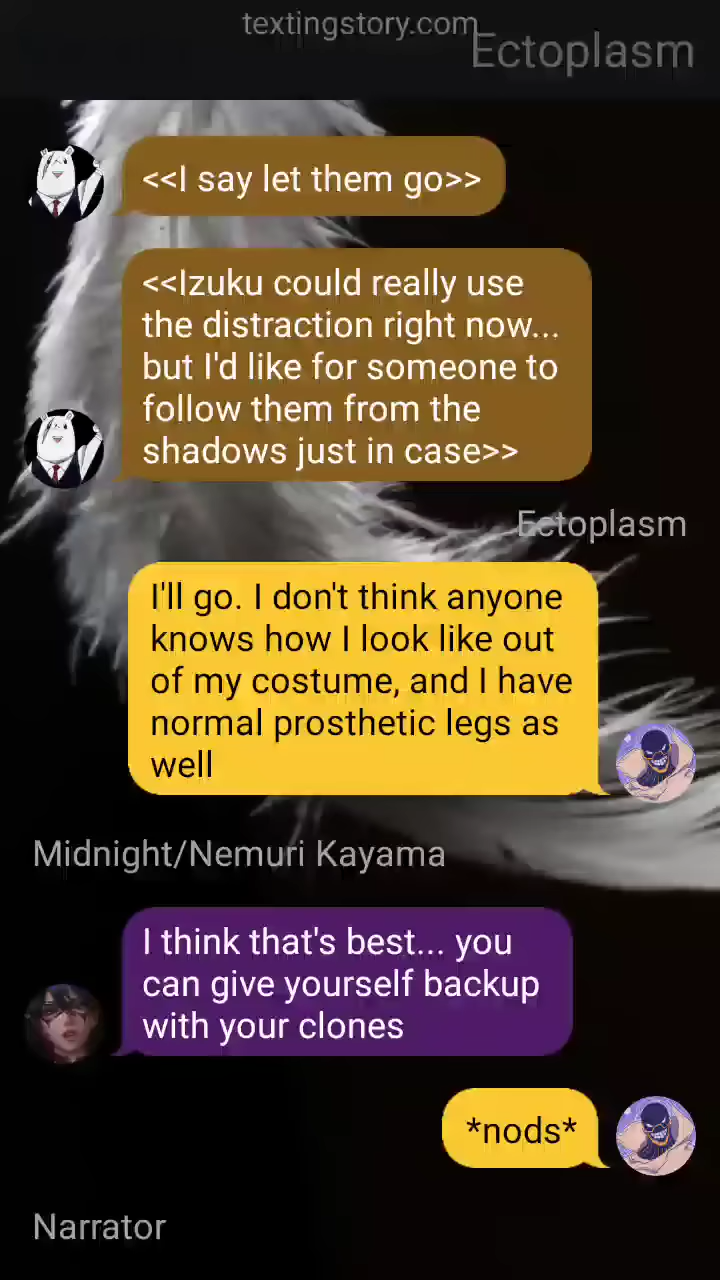 textingstory.com
Ectoplasm
<<I say let them go>>
<<Izuku could really use
the distraction right now...
but I'd like for someone to
follow them from the
shadows just in case>>
Ectoplasm
I'll go. I don't think anyone
knows how I look like out
of my costume, and I have
normal prosthetic legs as
well
Midnight/Nemuri Kayama
I think that's best... you
can give yourself backup
with your clones
*nods*
Narrator